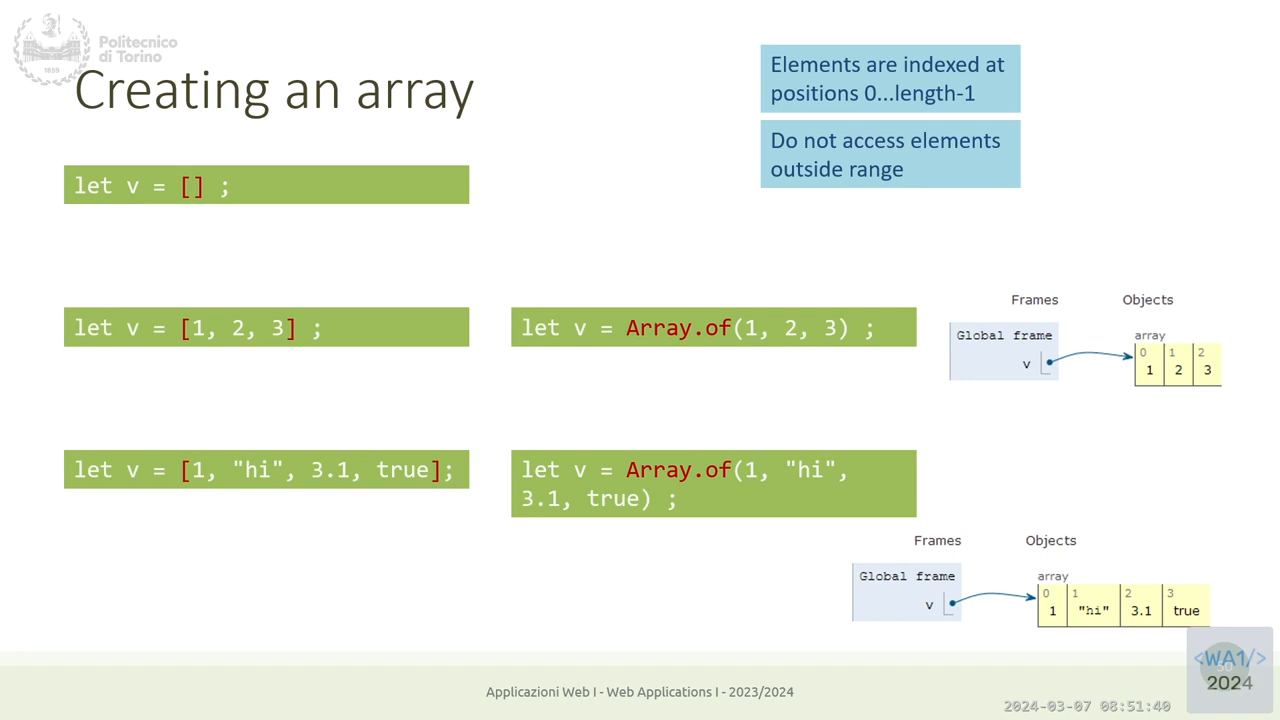 Politecnico
di Torino
1859
Creating an array
Elements are indexed at
positions 0...length-1
Do not access elements
outside range
let v = [] ;
let v = [1, 2, 3] ;
let v = Array.of(1, 2, 3) ;
Frames
Objects
Global frame
v
array
0 1 2
1 2 3
let v = [1, "hi", 3.1, true];
let v = Array.of(1, "hi",
3.1, true) ;
Frames
Objects
Global frame
v
array
0 1 2 3
1 "hi" 3.1 true
Applicazioni Web I - Web Applications I - 2023/2024
<WA1/>
2024
2024-03-07 08:51:40